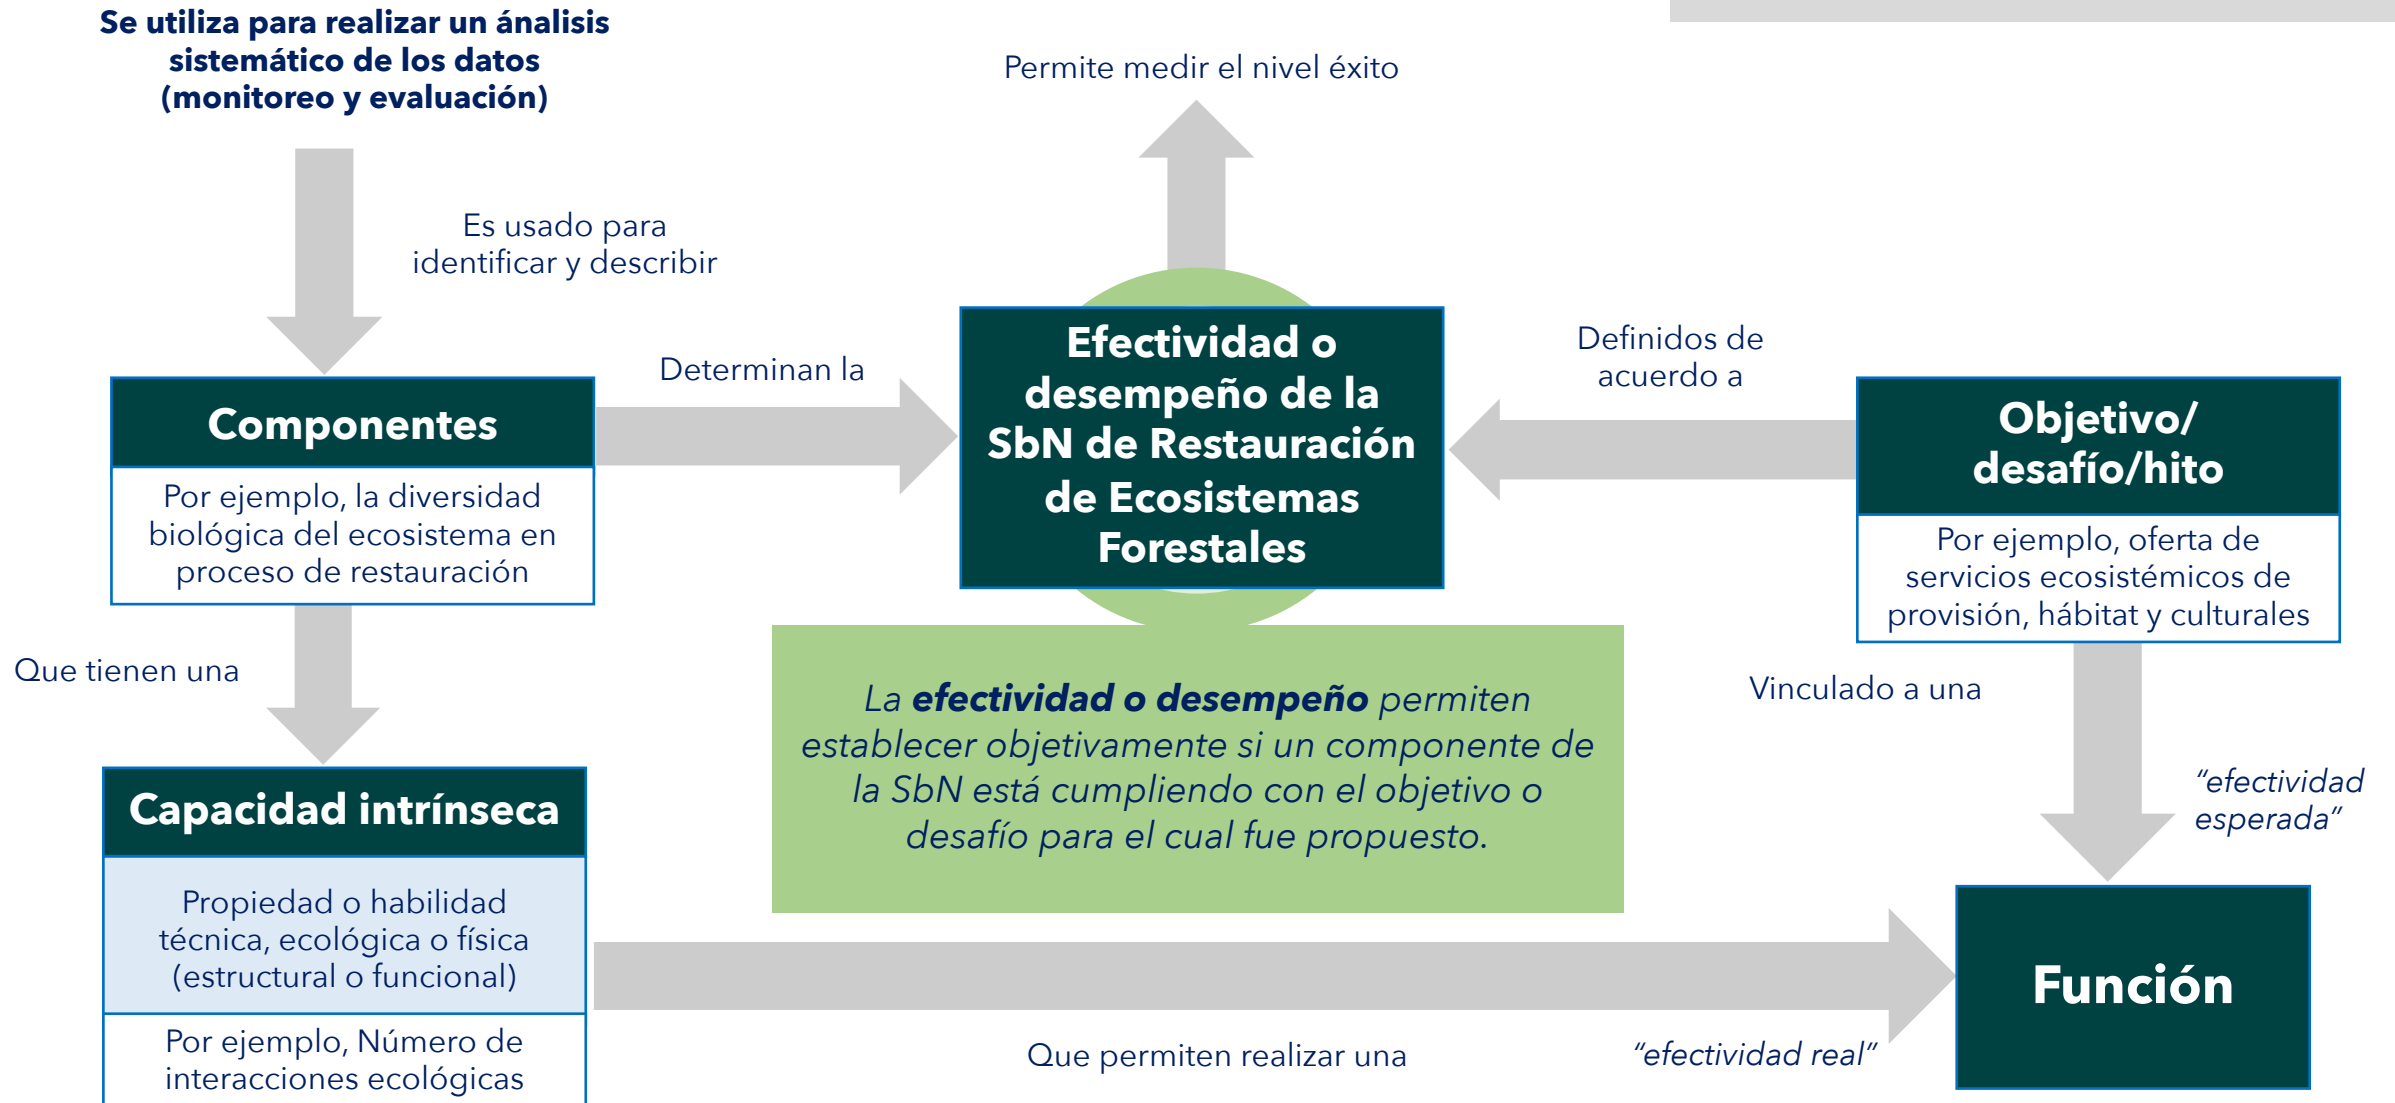 Se utiliza para realizar un ánalisis
sistemático de los datos
(monitoreo y evaluación)
Permite medir el nivel éxito
Es usado para
identificar y describir
Determinan la
Componentes
Por ejemplo, la diversidad
biológica del ecosistema en
proceso de restauración
Efectividad o
desempeño de la
SbN de Restauración
de Ecosistemas
Forestales
Definidos de
acuerdo a
Objetivo/
desafío/hito
Por ejemplo, oferta de
servicios ecosistémicos de
provisión, hábitat y culturales
Que tienen una
La efectividad o desempeño permiten
establecer objetivamente si un componente de
la SbN está cumpliendo con el objetivo o
desafío para el cual fue propuesto.
Vinculado a una
“efectividad
esperada”
Capacidad intrínseca
Propiedad o habilidad
técnica, ecológica o física
(estructural o funcional)
Por ejemplo, Número de
interacciones ecológicas
Que permiten realizar una
“efectividad real”
Función